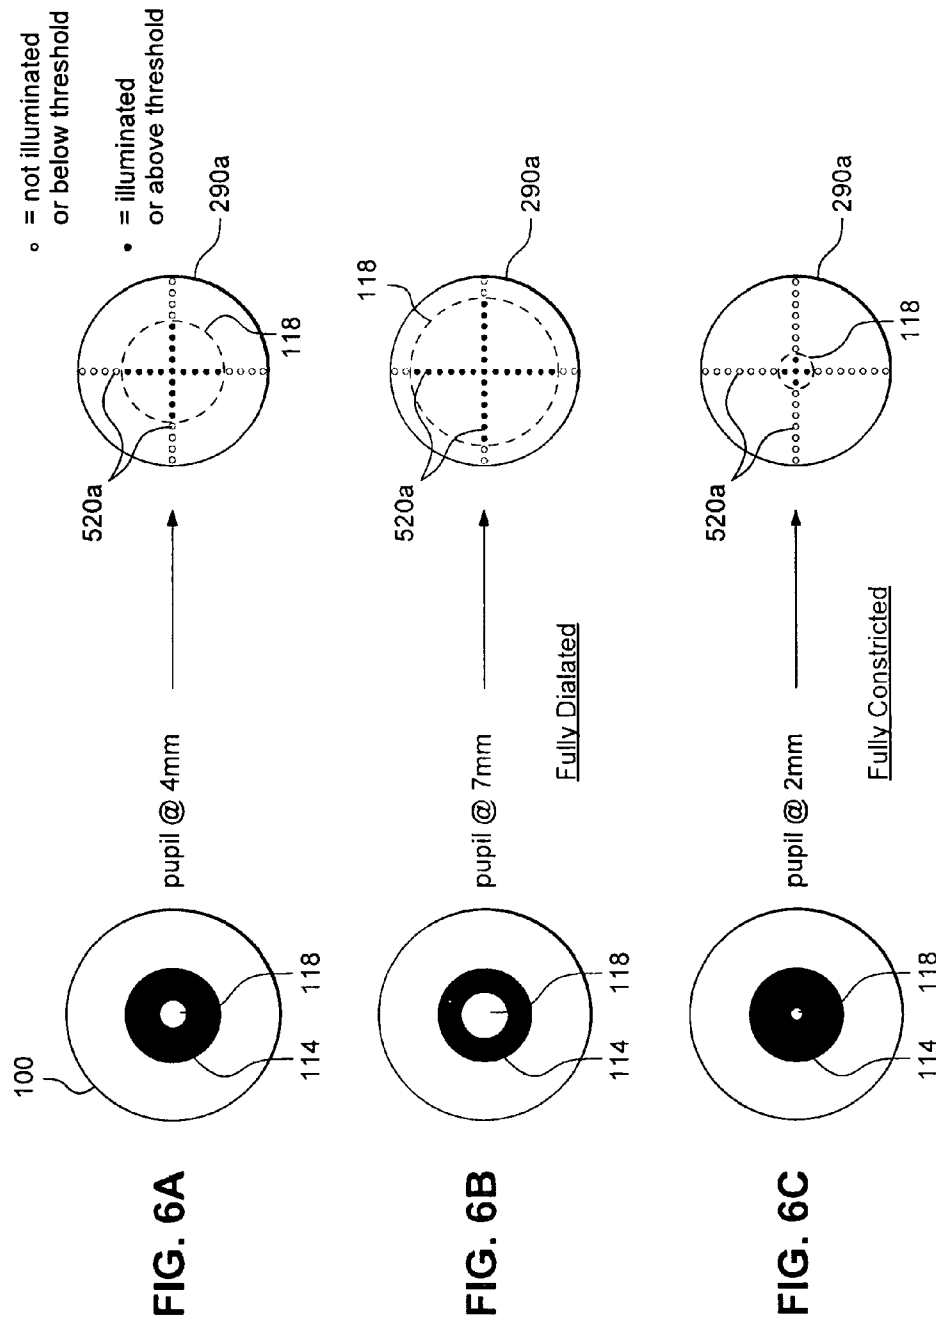 ○ = not illuminated
or below threshold
● = illuminated
or above threshold
FIG. 6A
100
114
118
pupil @ 4mm
520a
118
290a
FIG. 6B
114
118
pupil @ 7mm
Fully Dialated
520a
118
290a
FIG. 6C
114
118
pupil @ 2mm
Fully Constricted
520a
118
290a